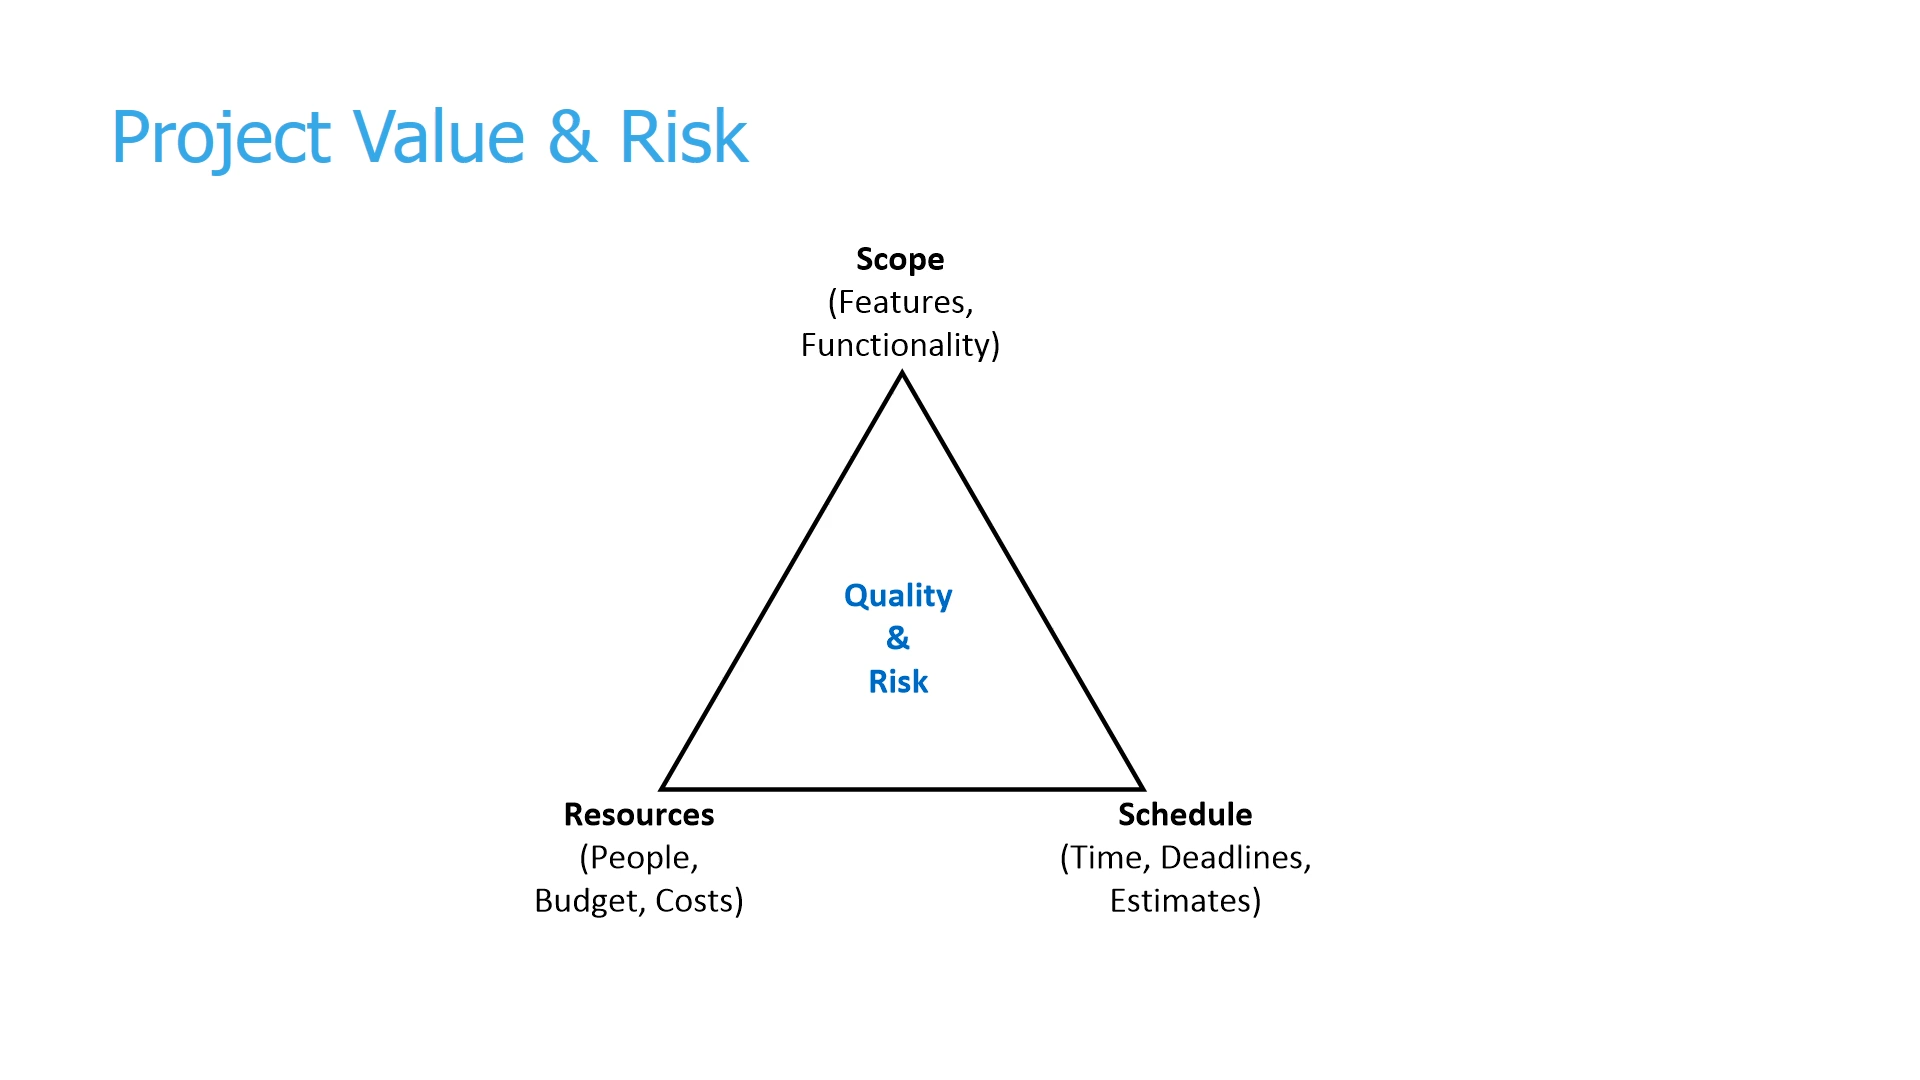 Project Value & Risk
Scope
(Features,
Functionality)
Quality
&
Risk
Resources
(People,
Budget, Costs)
Schedule
(Time, Deadlines,
Estimates)